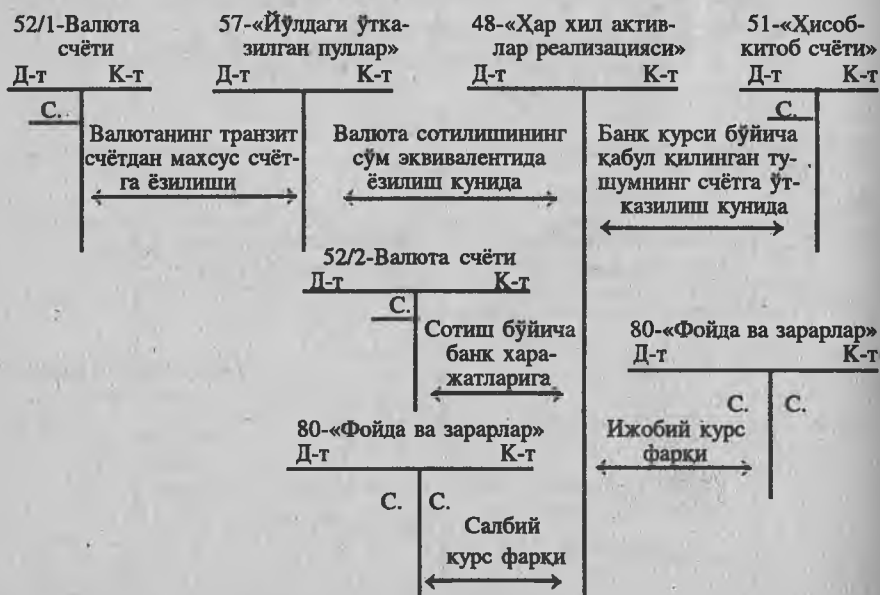 52/1-Валюта
счёти
Д-т К-т
С.
57-«Йўлдаги ўтка-
зилган пуллар»
Д-т К-т
48-«Ҳар хил актив-
лар реализацияси»
Д-т К-т
51-«Ҳисоб-
китоб счёти»
Д-т К-т
С.
Валютанинг транзит
счётдан махсус счёт-
га ёзилиши
Валюта сотилишининг
сўм эквивалентида
ёзилиш кунида
Банк курси бўйича
қабул қилинган ту-
шумнинг счётга ўт-
казилиш кунида
52/2-Валюта счёти
Д-т К-т
С.
Сотиш бўйича
банк хара-
жатларига
80-«Фойда ва зарарлар»
Д-т К-т
С. С.
Ижобий курс
фарқи
80-«Фойда ва зарарлар»
Д-т К-т
С. С.
Салбий
курс фарқи